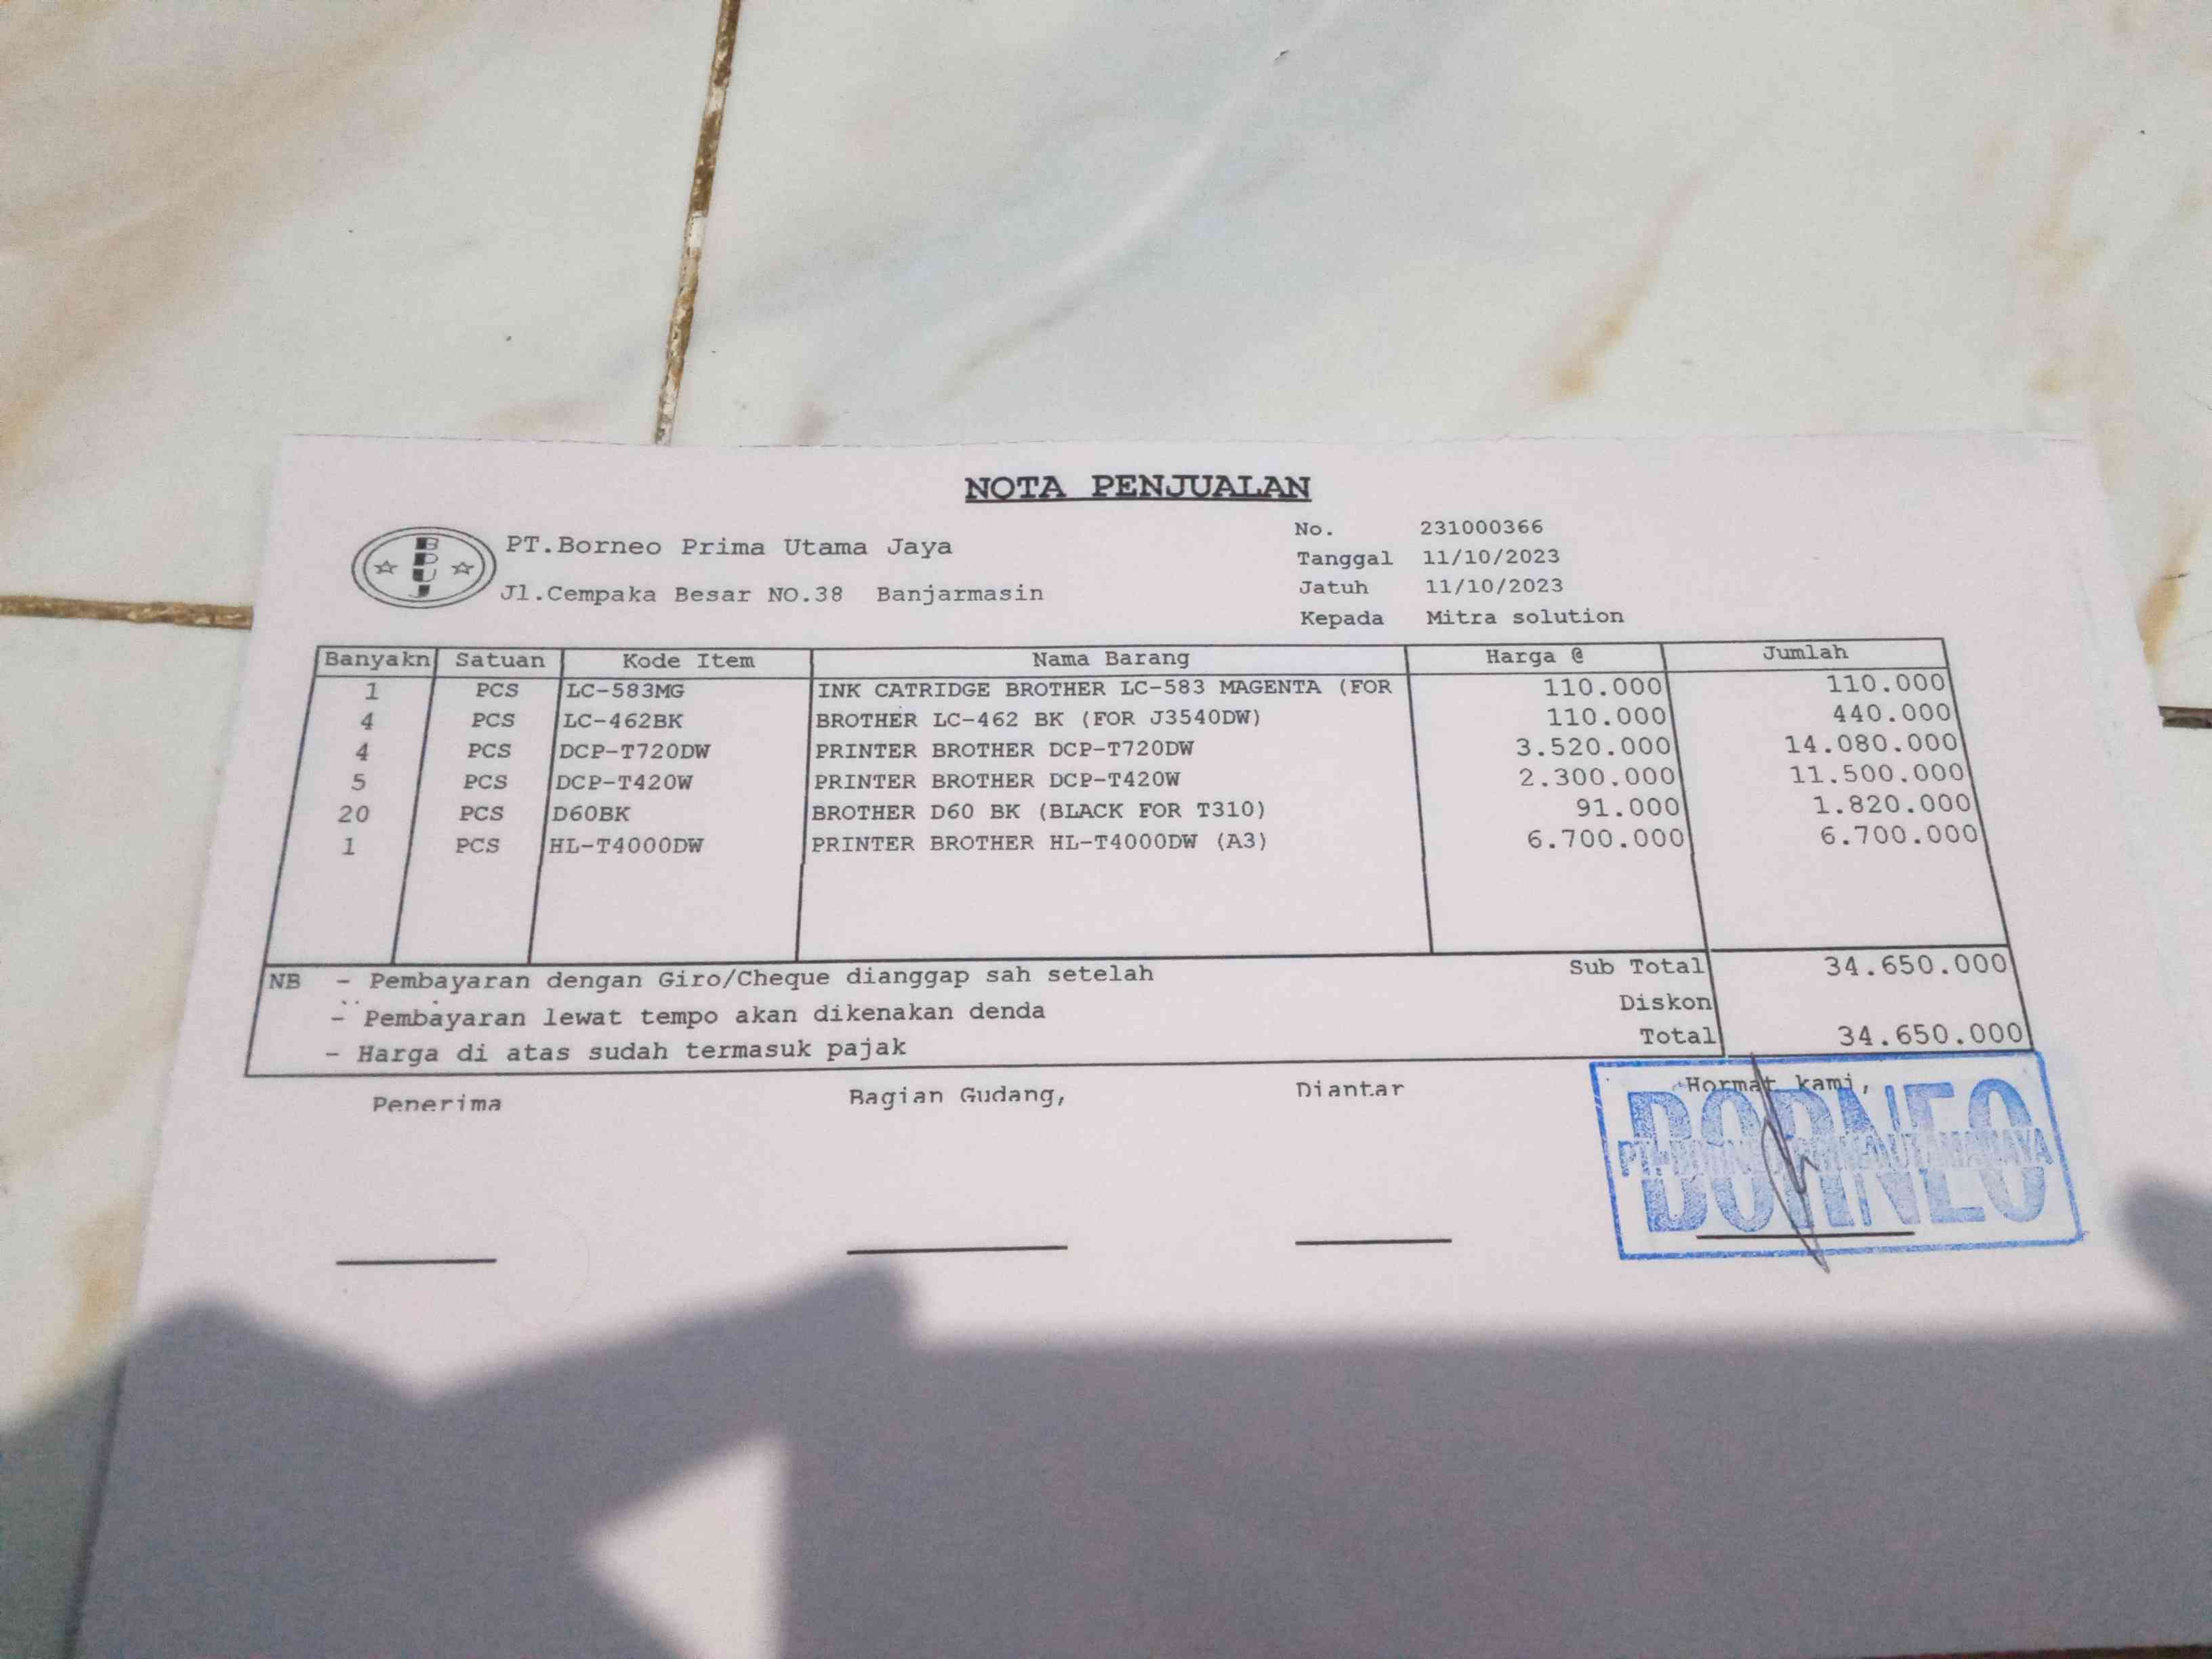 NOTA PENJUALAN
BPUJ
PT.Borneo Prima Utama Jaya
Jl.Cempaka Besar NO.38 Banjarmasin
No. 231000366
Tanggal 11/10/2023
Jatuh 11/10/2023
Kepada Mitra solution
Banyakn Satuan Kode Item Nama Barang Harga @ Jumlah
1 PCS LC-583MG INK CATRIDGE BROTHER LC-583 MAGENTA (FOR 110.000 110.000
4 PCS LC-462BK BROTHER LC-462 BK (FOR J3540DW) 110.000 440.000
4 PCS DCP-T720DW PRINTER BROTHER DCP-T720DW 3.520.000 14.080.000
5 PCS DCP-T420W PRINTER BROTHER DCP-T420W 2.300.000 11.500.000
20 PCS D60BK BROTHER D60 BK (BLACK FOR T310) 91.000 1.820.000
1 PCS HL-T4000DW PRINTER BROTHER HL-T4000DW (A3) 6.700.000 6.700.000
NB - Pembayaran dengan Giro/Cheque dianggap sah setelah
- Pembayaran lewat tempo akan dikenakan denda
- Harga di atas sudah termasuk pajak
Sub Total 34.650.000
Diskon
Total 34.650.000
Penerima Bagian Gudang, Diantar Hormat kami,
BORNEO
PT. BORNEO PRIMA UTAMA JAYA